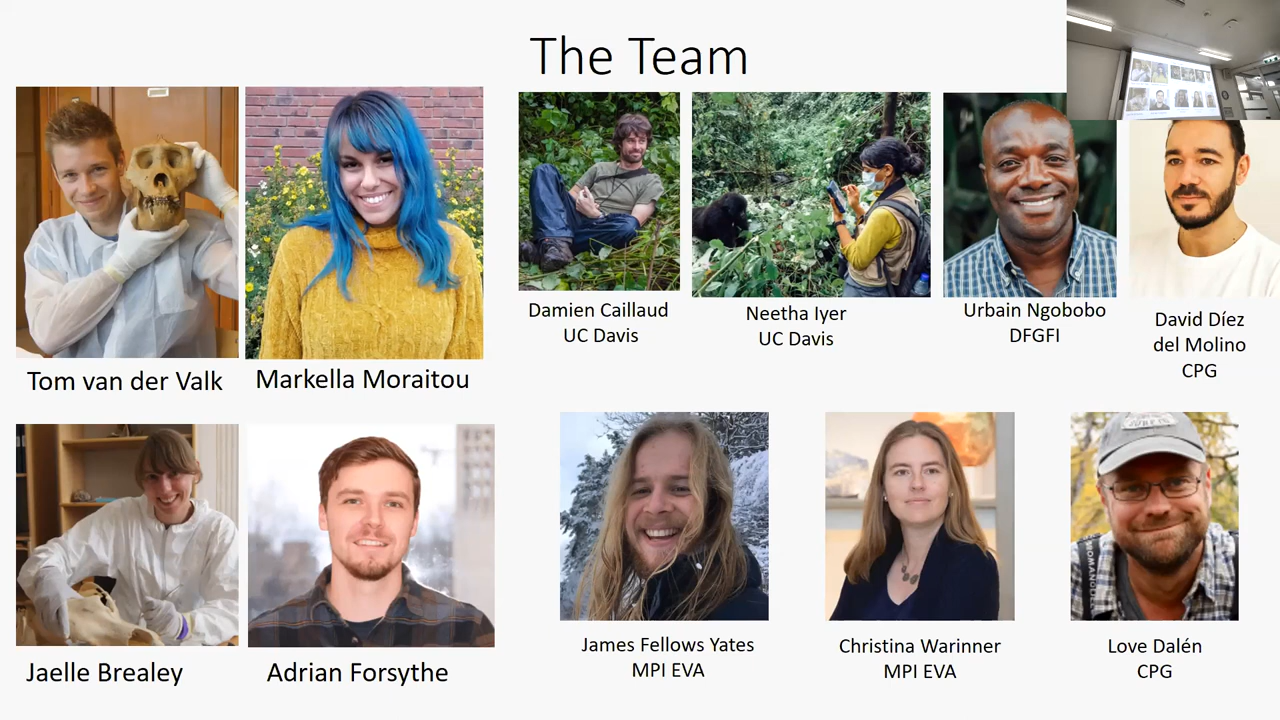 The Team
Tom van der Valk
Markella Moraitou
Damien Caillaud
UC Davis
Neetha Iyer
UC Davis
Urbain Ngobobo
DFGFI
David Díez
del Molino
CPG
Jaelle Brealey
Adrian Forsythe
James Fellows Yates
MPI EVA
Christina Warinner
MPI EVA
Love Dalén
CPG